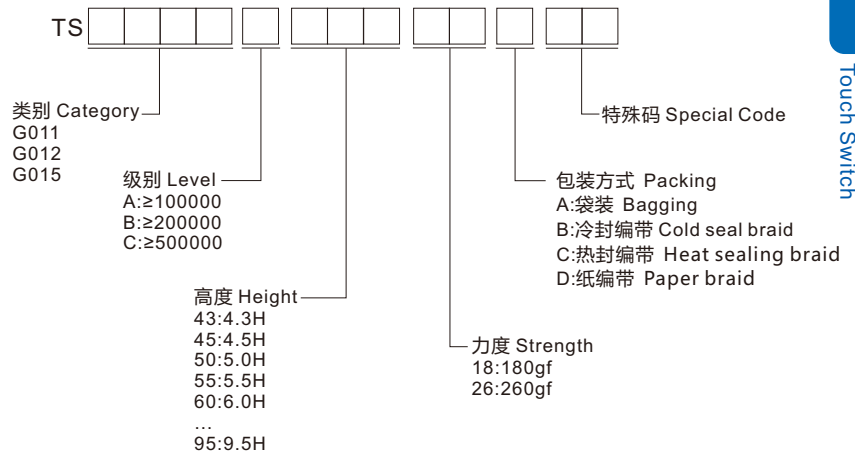 TS
类别 Category
G011
G012
G015
级别 Level
A:≥100000
B:≥200000
C:≥500000
高度 Height
43:4.3H
45:4.5H
50:5.0H
55:5.5H
60:6.0H
...
95:9.5H
力度 Strength
18:180gf
26:260gf
包装方式 Packing
A:袋装 Bagging
B:冷封编带 Cold seal braid
C:热封编带 Heat sealing braid
D:纸编带 Paper braid
特殊码 Special Code
Touch Switch